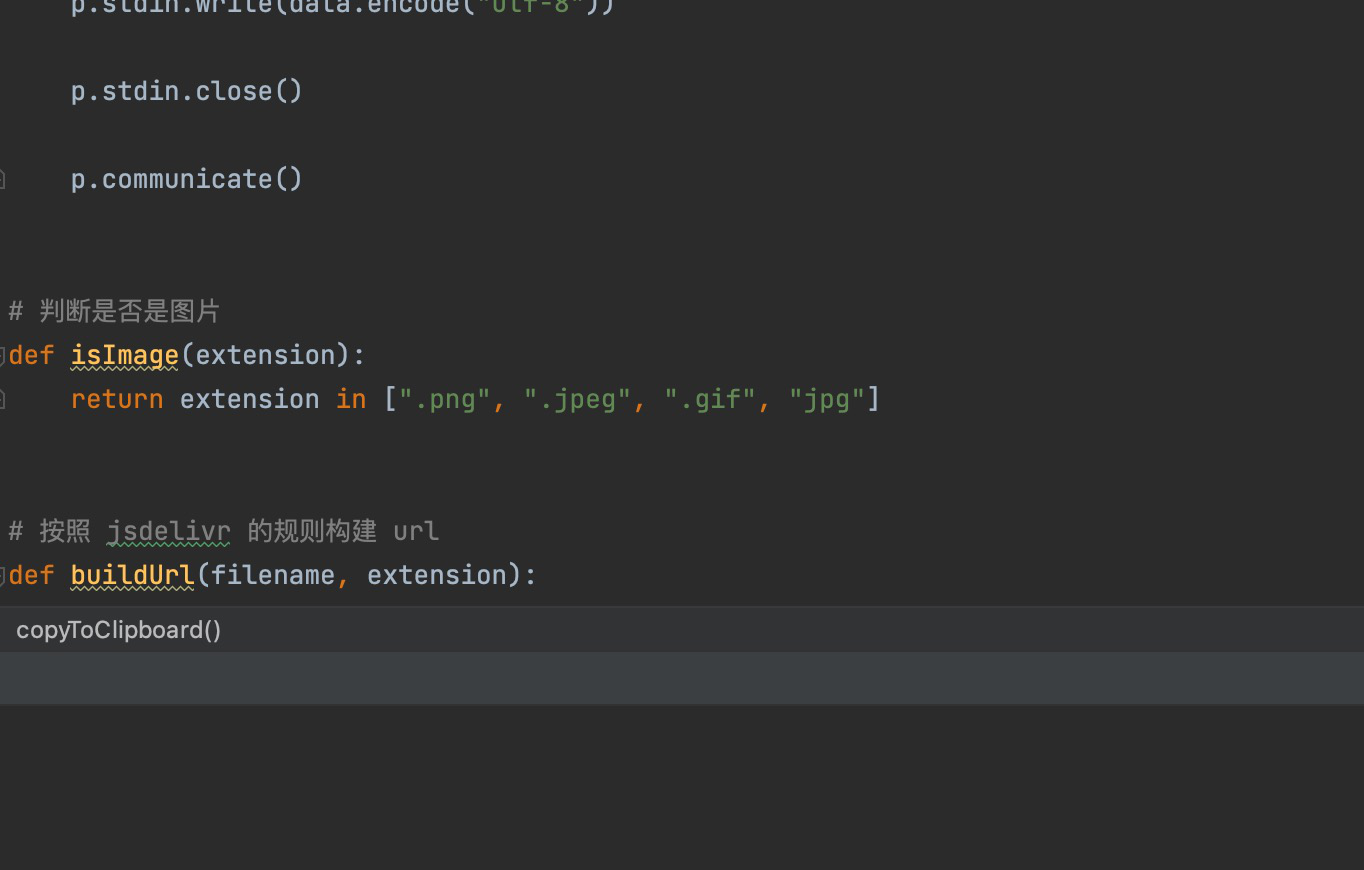 p.stdin.write(data.encode("utf-8"))
p.stdin.close()
p.communicate()
# 判断是否是图片
def isImage(extension):
return extension in [".png", ".jpeg", ".gif", "jpg"]
# 按照 jsdelivr 的规则构建 url
def buildUrl(filename, extension):
copyToClipboard()